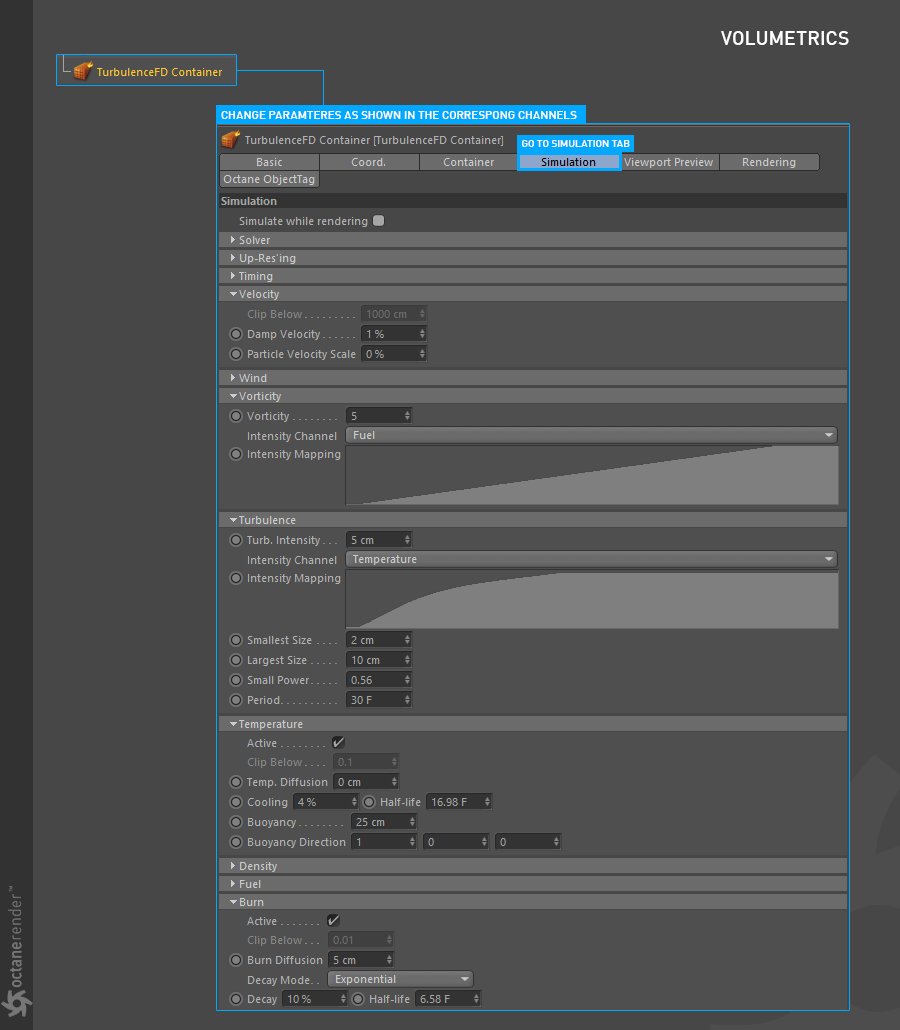 VOLUMETRICS
TurbulenceFD Container
CHANGE PARAMTERES AS SHOWN IN THE CORRESPONG CHANNELS
TurbulenceFD Container [TurbulenceFD Container]
GO TO SIMULATION TAB
Basic Coord. Container Simulation Viewport Preview Rendering
Octane ObjectTag
Simulation
Simulate while rendering
Solver
Up-Res'ing
Timing
Velocity
Clip Below . . . . . . . . . 1000 cm
Damp Velocity . . . . . . 1 %
Particle Velocity Scale 0 %
Wind
Vorticity
Vorticity . . . . . . . . 5
Intensity Channel Fuel
Intensity Mapping
Turbulence
Turb. Intensity . . . 5 cm
Intensity Channel Temperature
Intensity Mapping
Smallest Size . . . . 2 cm
Largest Size . . . . . 10 cm
Small Power . . . . . 0.56
Period. . . . . . . . . . 30 F
Temperature
Active . . . . . . . . ✔
Clip Below . . . . 0.1
Temp. Diffusion 0 cm
Cooling 4 % Half-life 16.98 F
Buoyancy . . . . . . . . 25 cm
Buoyancy Direction 1 0 0
Density
Fuel
Burn
Active . . . . . . . ✔
Clip Below . . . 0.01
Burn Diffusion 5 cm
Decay Mode. . Exponential
Decay 10 % Half-life 6.58 F
octanerender™